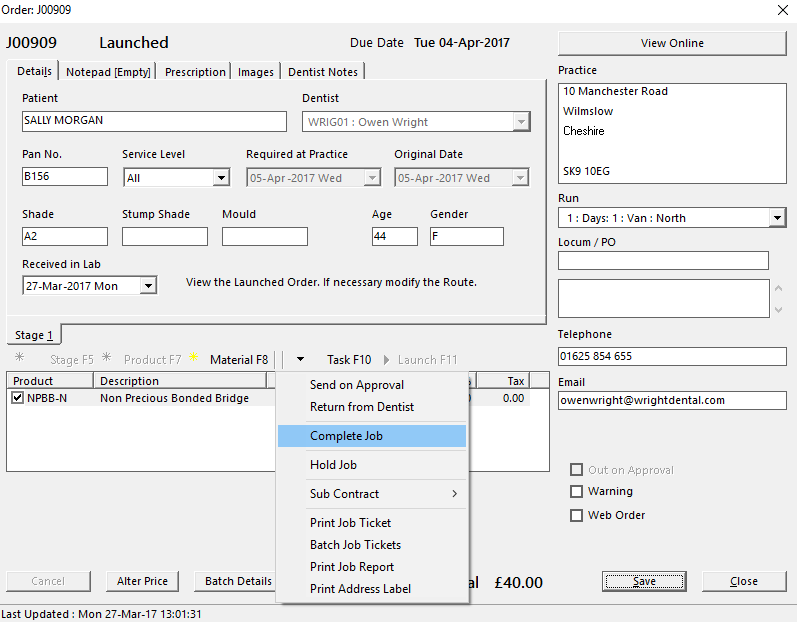 Order: J00909
J00909 Launched Due Date Tue 04-Apr-2017
View Online
Details Notepad [Empty] Prescription Images Dentist Notes
Practice
10 Manchester Road
Wilmslow
Cheshire
SK9 10EG
Patient Dentist
SALLY MORGAN WRIG01 : Owen Wright
Pan No. Service Level Required at Practice Original Date
B156 All 05-Apr-2017 Wed 05-Apr-2017 Wed
Run
1 : Days: 1 : Van : North
Shade Stump Shade Mould Age Gender
A2 44 F
Locum / PO
Received in Lab
27-Mar-2017 Mon View the Launched Order. If necessary modify the Route.
Stage 1
Telephone
01625 854 655
Stage F5 Product F7 Material F8 Task F10 Launch F11
Email
owenwright@wrightdental.com
Product Description Tax
NPBB-N Non Precious Bonded Bridge 0.00
Send on Approval
Return from Dentist
Complete Job
Hold Job
Sub Contract
Print Job Ticket
Batch Job Tickets
Print Job Report
Print Address Label
Out on Approval
Warning
Web Order
Cancel Alter Price Batch Details £40.00 Save Close
Last Updated : Mon 27-Mar-17 13:01:31